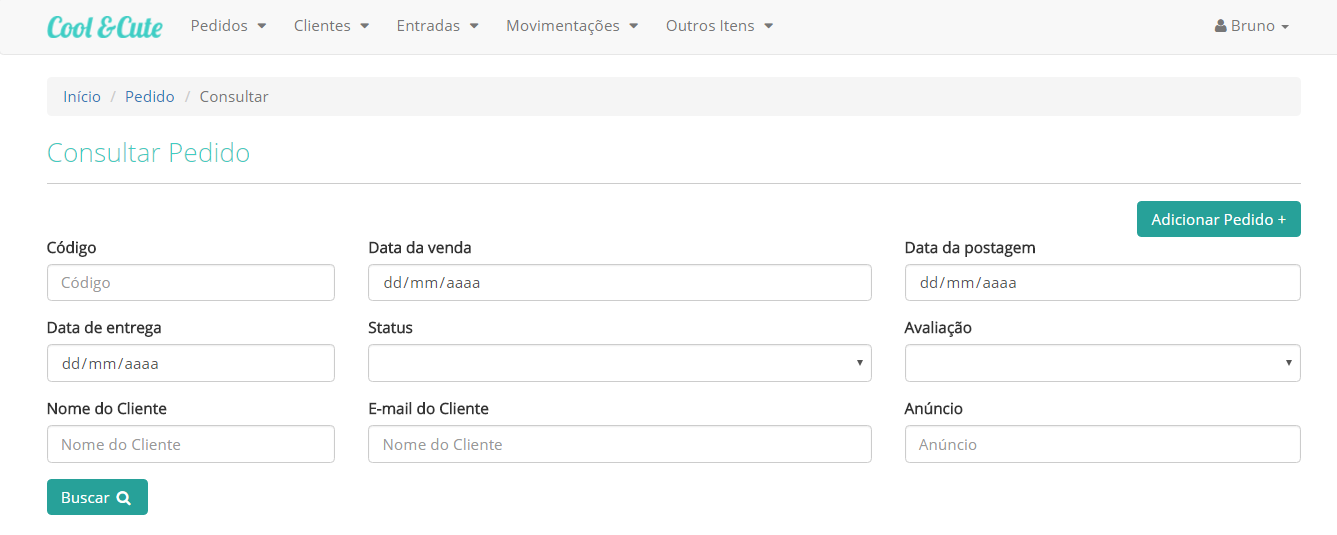 Cool &Cute Pedidos Clientes Entradas Movimentações Outros Itens Bruno
Início / Pedido / Consultar
Consultar Pedido
Adicionar Pedido +
Código Data da venda Data da postagem
Código dd/mm/aaaa dd/mm/aaaa
Data de entrega Status Avaliação
dd/mm/aaaa
Nome do Cliente E-mail do Cliente Anúncio
Nome do Cliente Nome do Cliente Anúncio
Buscar